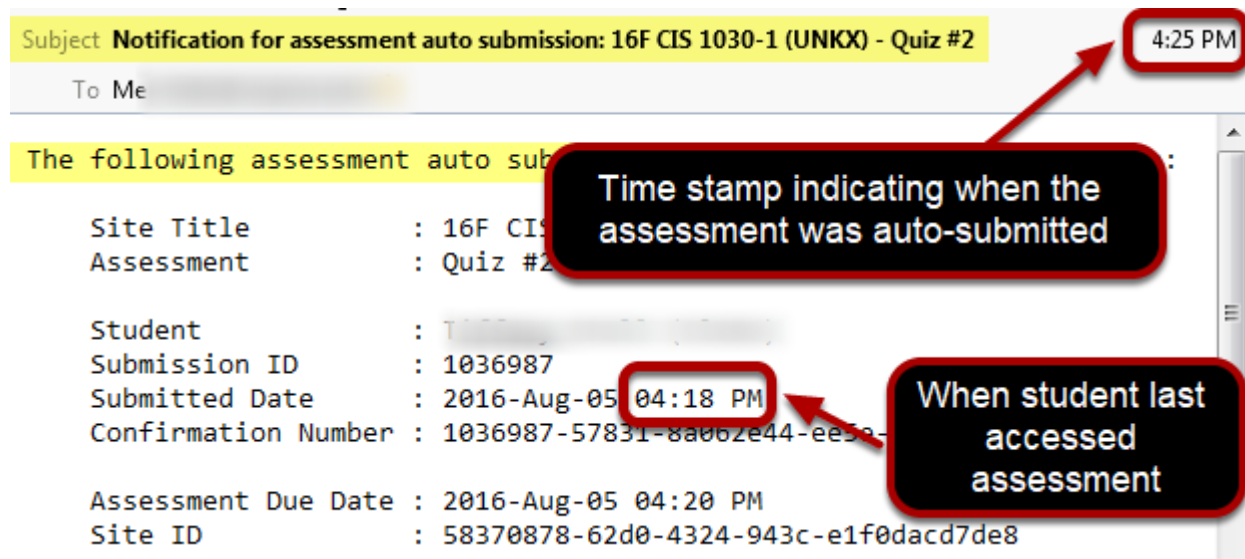 Subject Notification for assessment auto submission: 16F CIS 1030-1 (UNKX) - Quiz #2 4:25 PM
To Me
The following assessment auto sub :
Time stamp indicating when the
assessment was auto-submitted
Site Title : 16F CIS
Assessment : Quiz #2
Student :
Submission ID : 1036987
Submitted Date : 2016-Aug-05 04:18 PM
Confirmation Number : 1036987-57831-8a062e44-ee5e-
When student last
accessed
assessment
Assessment Due Date : 2016-Aug-05 04:20 PM
Site ID : 58370878-62d0-4324-943c-e1f0dacd7de8